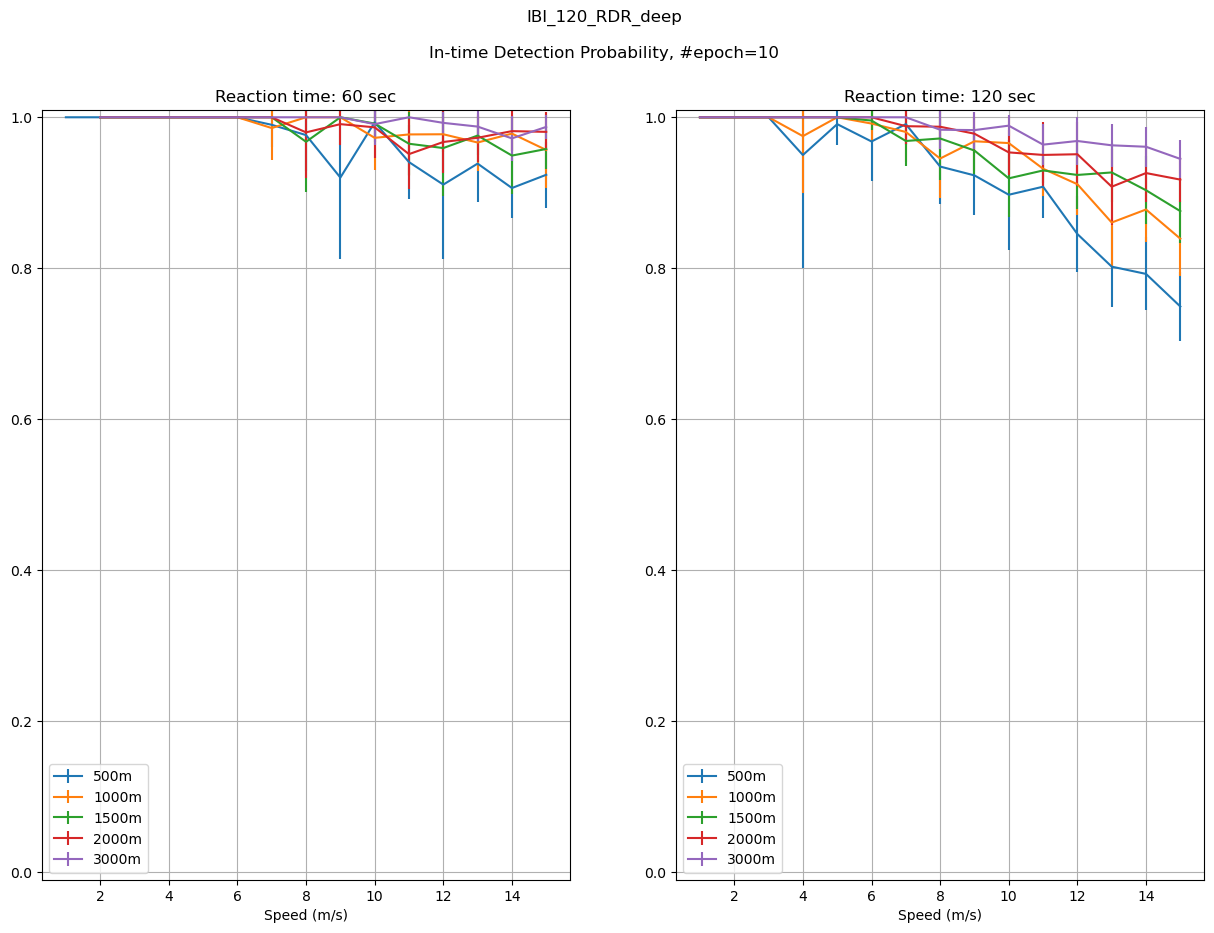 IBI_120_RDR_deep
In-time Detection Probability, #epoch=10
Reaction time: 60 sec
1.0
0.8
0.6
0.4
0.2
0.0
500m
1000m
1500m
2000m
3000m
2 4 6 8 10 12 14
Speed (m/s)
Reaction time: 120 sec
1.0
0.8
0.6
0.4
0.2
0.0
500m
1000m
1500m
2000m
3000m
2 4 6 8 10 12 14
Speed (m/s)